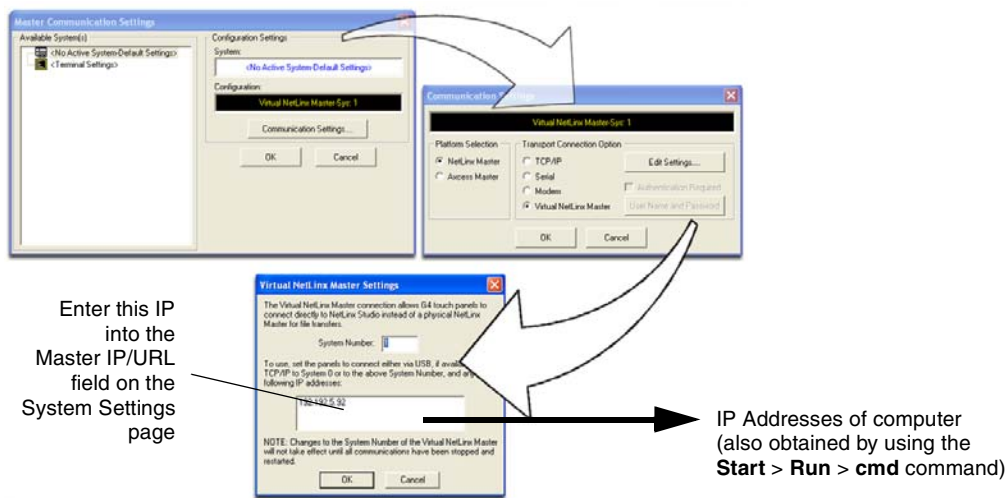 Master Communication Settings
Available System(s)
<No Active System-Default Settings>
<Terminal Settings>
Configuration Settings
System:
<No Active System-Default Settings>
Configuration:
Virtual NetLinx Master-Sys: 1
Communication Settings...
OK
Cancel
Communication
Virtual NetLinx Master-Sys: 1
Platform Selection
NetLinx Master
Axcess Master
Transport Connection Option
TCP/IP
Serial
Modem
Virtual NetLinx Master
Edit Settings...
Authentication Required
User Name and Password
OK
Cancel
Virtual NetLinx Master Settings
The Virtual NetLinx Master connection allows G4 touch panels to
connect directly to NetLinx Studio instead of a physical NetLinx
Master for file transfers.
System Number: 1
To use, set the panels to connect either via USB, if
TCP/IP to System 0 or to the above System Number, and
following IP addresses:
192.192.5.92
NOTE: Changes to the System Number of the Virtual NetLinx Master
will not take effect until all communications have been stopped and
restarted.
OK
Cancel
Enter this IP
into the
Master IP/URL
field on the
System Settings
page
IP Addresses of computer
(also obtained by using the
Start > Run > cmd command)